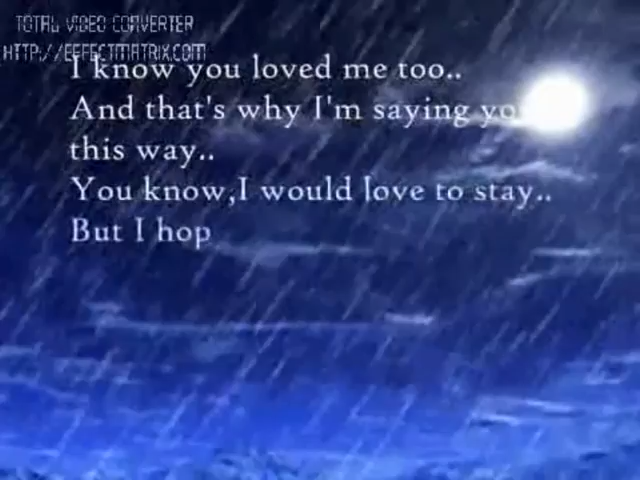 TOTAL VIDEO CONVERTER
HTTP://EFFECTMATRIX.COM
I know you loved me too..
And that's why I'm saying
this way..
You know,I would love to stay..
But I hop